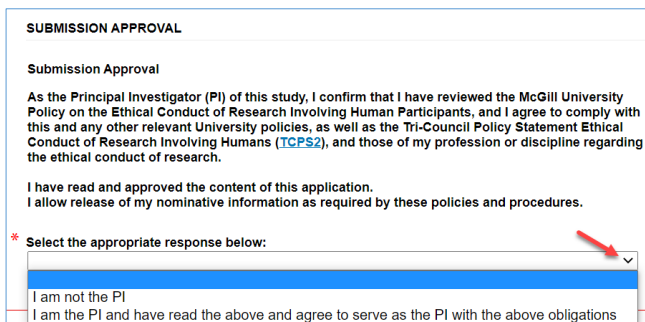 SUBMISSION APPROVAL
Submission Approval
As the Principal Investigator (PI) of this study, I confirm that I have reviewed the McGill University
Policy on the Ethical Conduct of Research Involving Human Participants, and I agree to comply with
this and any other relevant University policies, as well as the Tri-Council Policy Statement Ethical
Conduct of Research Involving Humans (TCPS2), and those of my profession or discipline regarding
the ethical conduct of research.
I have read and approved the content of this application.
I allow release of my nominative information as required by these policies and procedures.
* Select the appropriate response below:
I am not the PI
I am the PI and have read the above and agree to serve as the PI with the above obligations